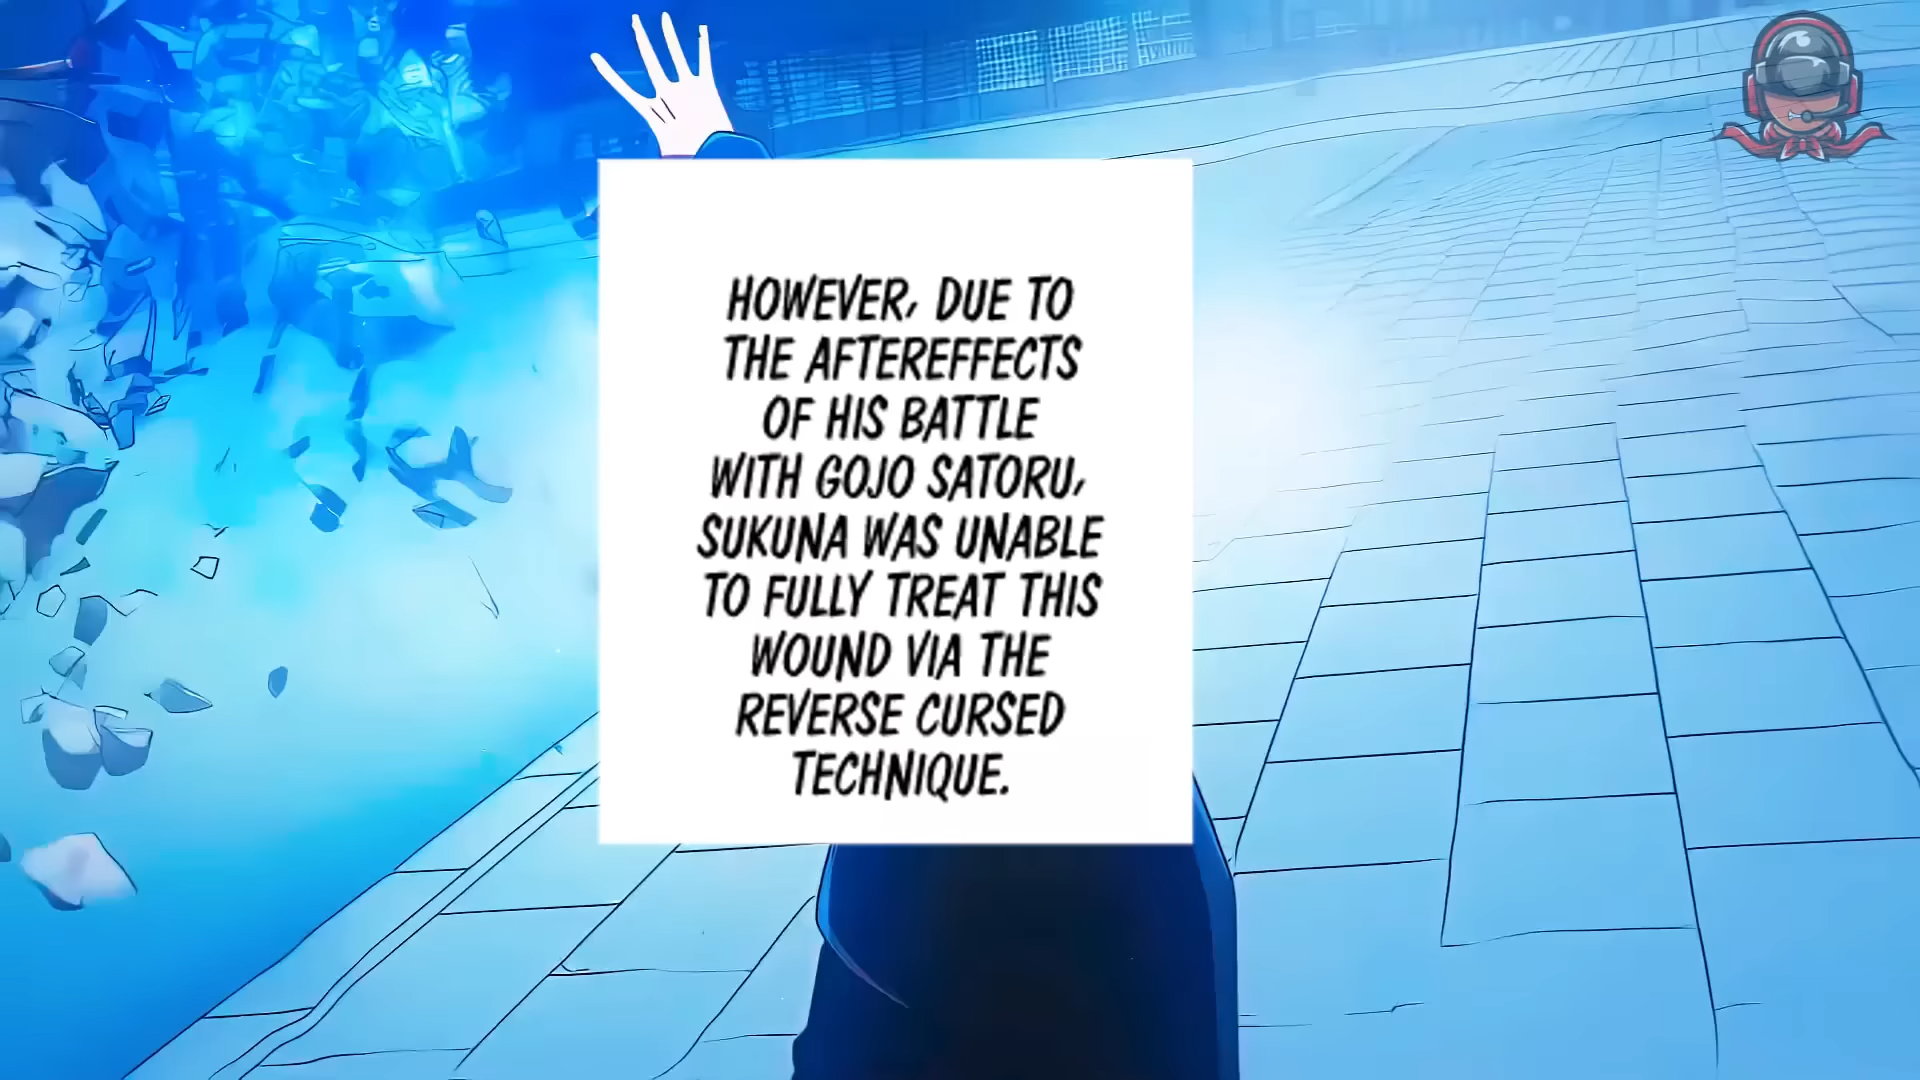 HOWEVER, DUE TO
THE AFTEREFFECTS
OF HIS BATTLE
WITH GOJO SATORU,
SUKUNA WAS UNABLE
TO FULLY TREAT THIS
WOUND VIA THE
REVERSE CURSED
TECHNIQUE.